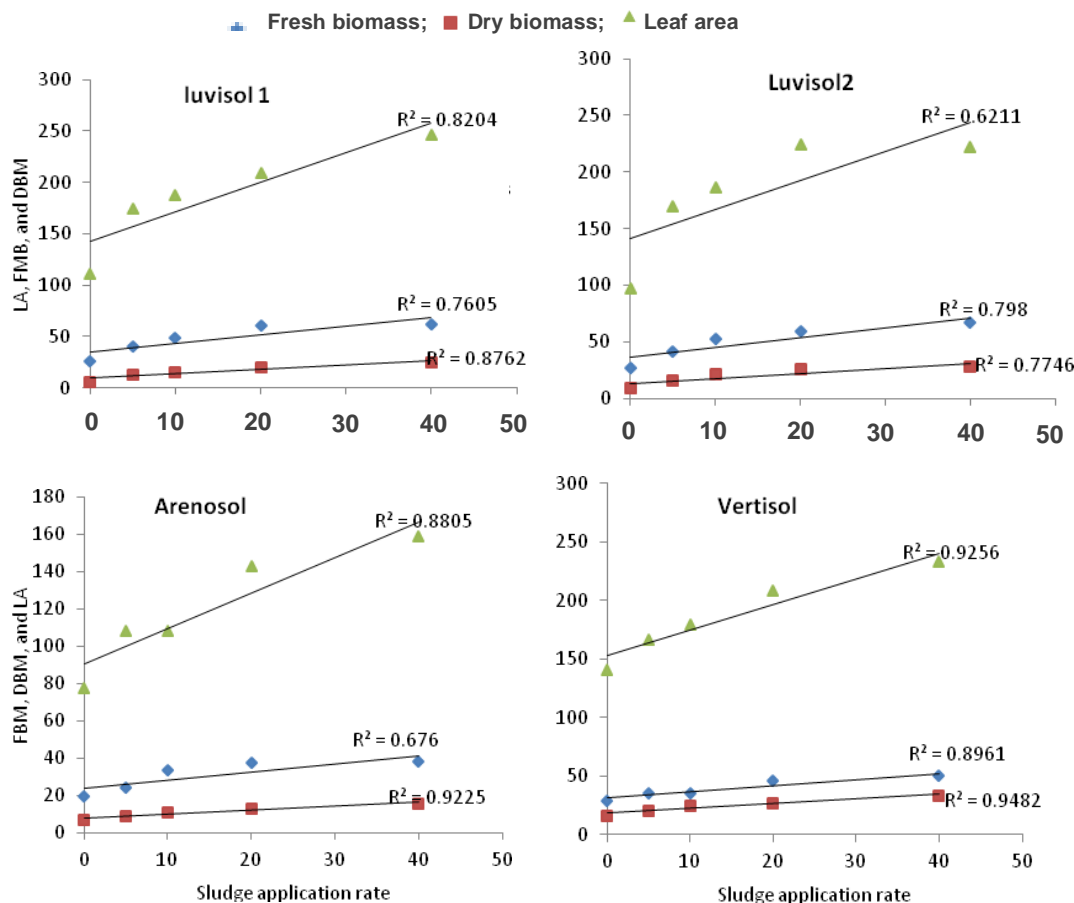 Fresh biomass; Dry biomass; Leaf area
luvisol 1
300
250
200
150
100
50
0
LA, FMB, and DBM
R² = 0.8204
R² = 0.7605
R² = 0.8762
0 10 20 30 40 50
Luvisol2
300
250
200
150
100
50
0
R² = 0.6211
R² = 0.798
R² = 0.7746
0 10 20 30 40 50
Arenosol
180
160
140
120
100
80
60
40
20
0
FBM, DBM, and LA
R² = 0.8805
R² = 0.676
R² = 0.9225
0 10 20 30 40 50
Sludge application rate
Vertisol
300
250
200
150
100
50
0
R² = 0.9256
R² = 0.8961
R² = 0.9482
0 10 20 30 40 50
Sludge application rate